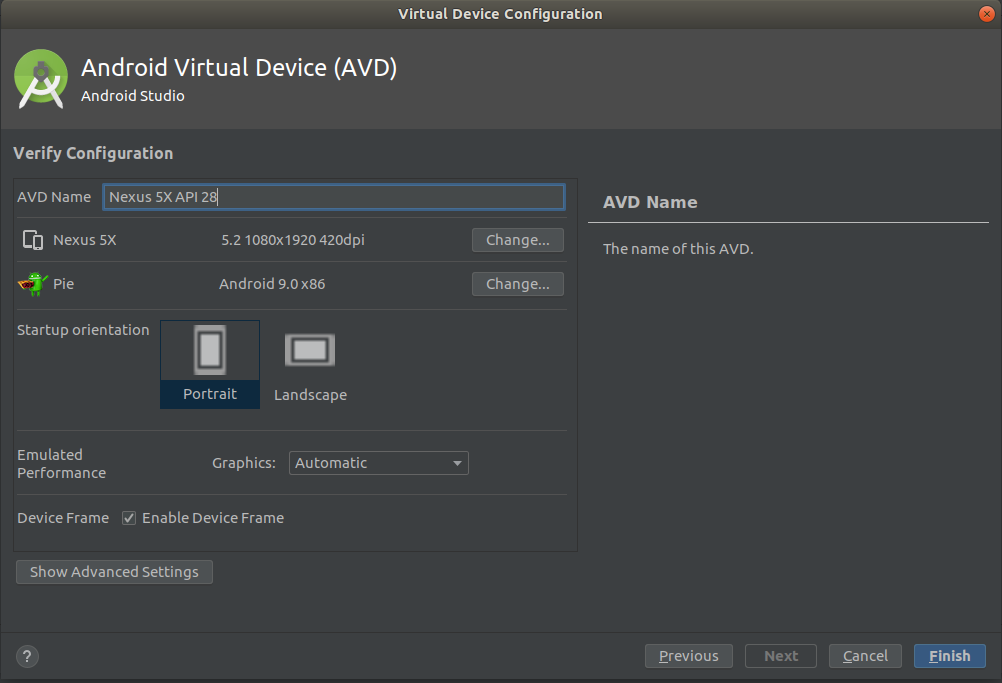 Virtual Device Configuration
Android Virtual Device (AVD)
Android Studio
Verify Configuration
AVD Name Nexus 5X API 28
Nexus 5X 5.2 1080x1920 420dpi Change...
Pie Android 9.0 x86 Change...
Startup orientation
Portrait Landscape
Emulated
Performance Graphics: Automatic
Device Frame Enable Device Frame
Show Advanced Settings
AVD Name
The name of this AVD.
? Previous Next Cancel Finish